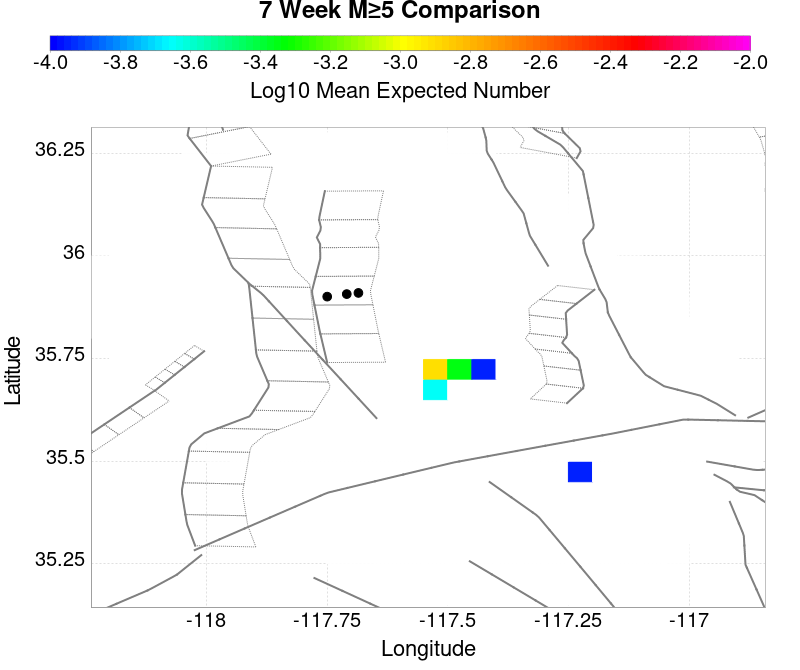 7 Week M≥5 Comparison
-4.0 -3.8 -3.6 -3.4 -3.2 -3.0 -2.8 -2.6 -2.4 -2.2 -2.0
Log10 Mean Expected Number
36.25
36
35.75
35.5
35.25
Latitude
-118 -117.75 -117.5 -117.25 -117
Longitude